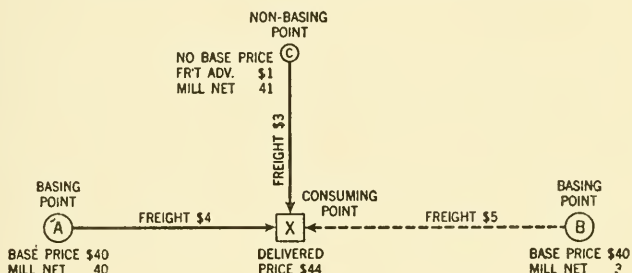 NON-BASING
POINT
C
NO BASE PRICE
FR'T ADV. $1
MILL NET 41
FREIGHT $3
BASING
POINT
A
FREIGHT $4
CONSUMING
POINT
X
FREIGHT $5
BASING
POINT
B
BASE PRICE $40
MILL NET 40
DELIVERED
PRICE $44
BASE PRICE $40
MILL NET 3